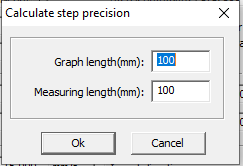 Calculate step precision
Graph length(mm): 100
Measuring length(mm): 100
Ok Cancel